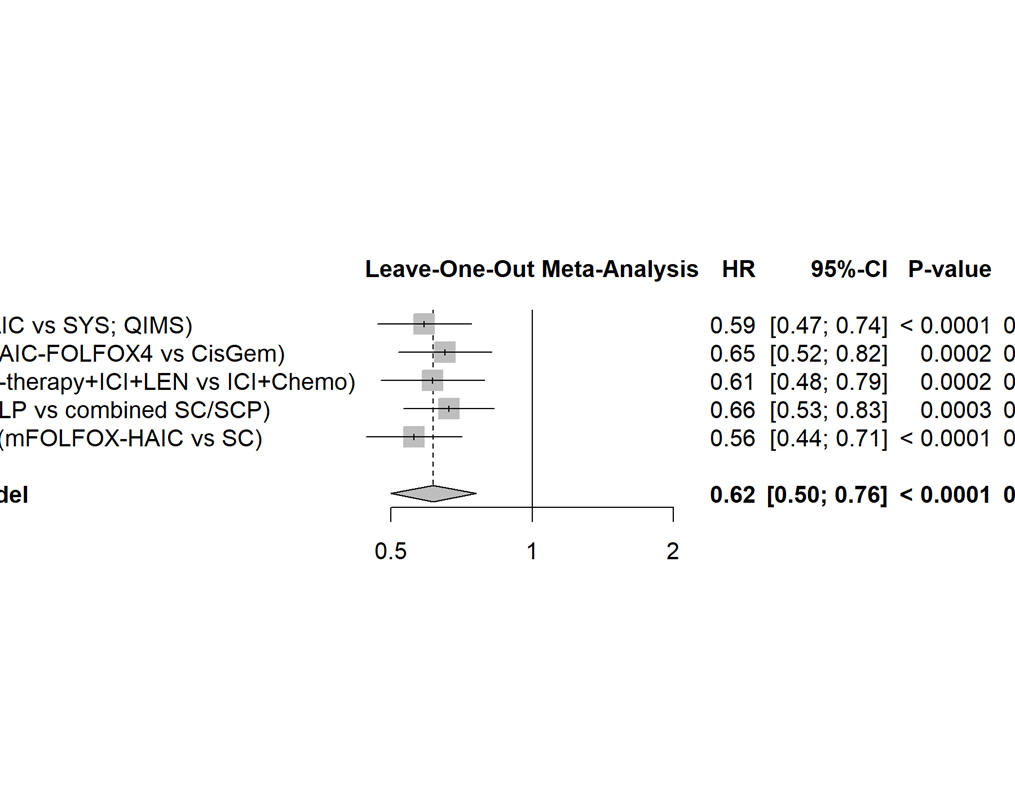 Leave-One-Out Meta-Analysis HR 95%-CI P-value
IC vs SYS; QIMS) 0.59 [0.47; 0.74] < 0.0001 0
AIC-FOLFOX4 vs CisGem) 0.65 [0.52; 0.82] 0.0002 0
-therapy+ICI+LEN vs ICI+Chemo) 0.61 [0.48; 0.79] 0.0002 0
LP vs combined SC/SCP) 0.66 [0.53; 0.83] 0.0003 0
(mFOLFOX-HAIC vs SC) 0.56 [0.44; 0.71] < 0.0001 0
del 0.62 [0.50; 0.76] < 0.0001 0
0.5 1 2